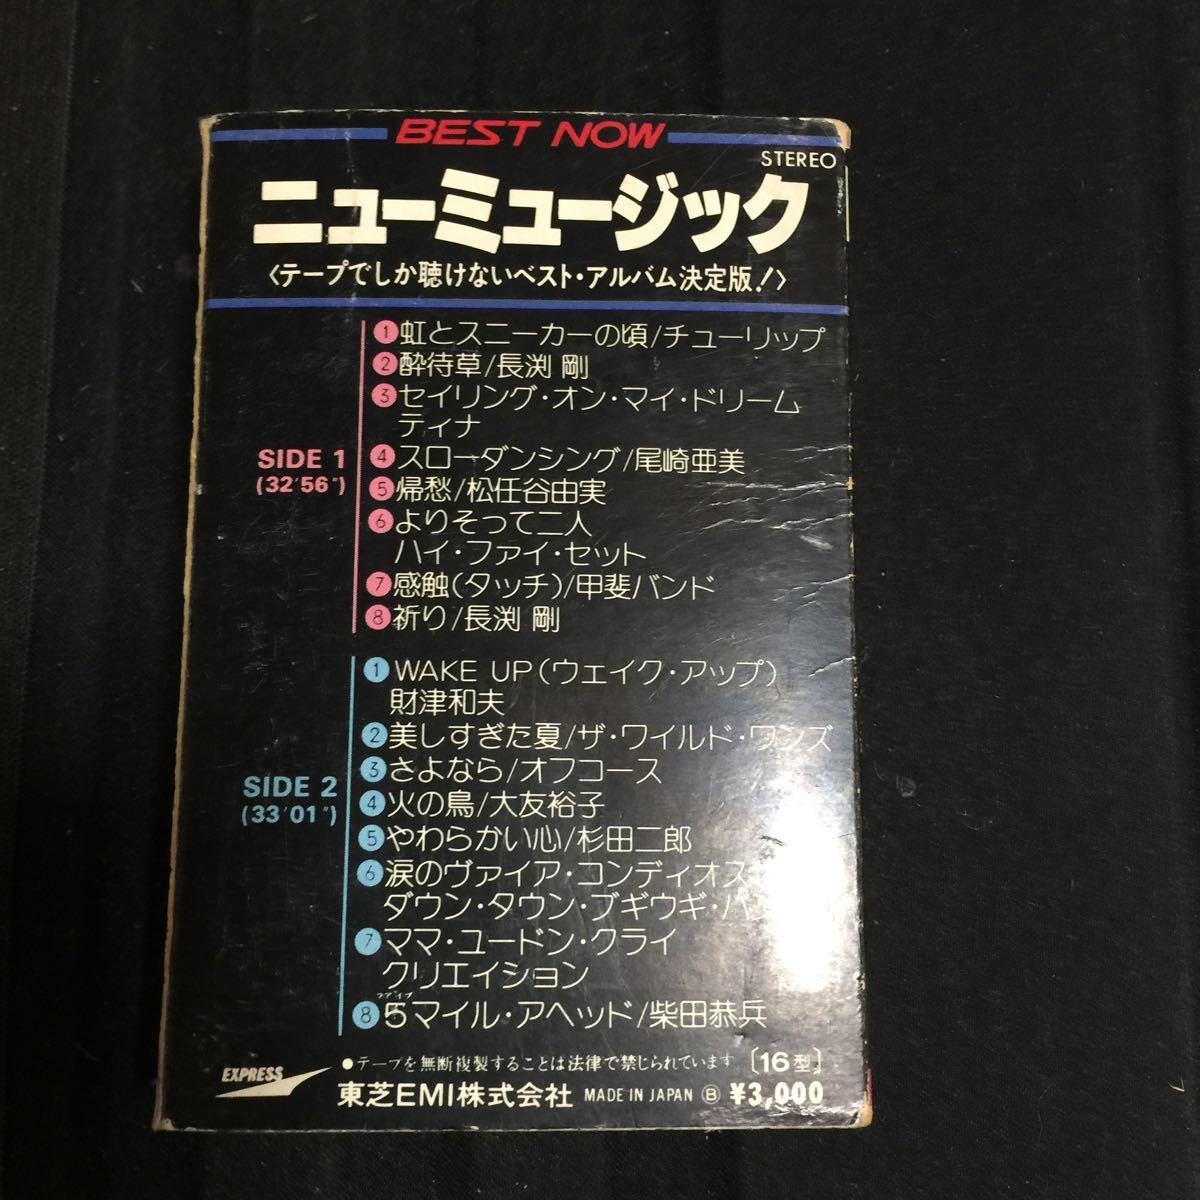 BEST NOW
STEREO
ニューミュージック
〈テープでしか聴けないベスト・アルバム決定版!〉
SIDE 1
(32'56")
①虹とスニーカーの頃/チューリップ
②酔待草/長渕 剛
③セイリング・オン・マイ・ドリーム
ティナ
④スローダンシング/尾崎亜美
⑤帰愁/松任谷由実
⑥よりそって二人
ハイ・ファイ・セット
⑦感触(タッチ)/甲斐バンド
⑧祈り/長渕 剛
SIDE 2
(33'01")
①WAKE UP(ウェイク・アップ)
財津和夫
②美しすぎた夏/ザ・ワイルド・ワンズ
③さよなら/オフコース
④火の鳥/大友裕子
⑤やわらかい心/杉田二郎
⑥涙のヴァイア・コンディオス
ダウン・タウン・ブギウギ・
⑦ママ・ユードン・クライ
クリエイション
ファイブ
⑧5マイル・アヘッド/柴田恭兵
●テープを無断複製することは法律で禁じられています [16型]
EXPRESS
東芝EMI株式会社 MADE IN JAPAN Ⓑ ¥3,000